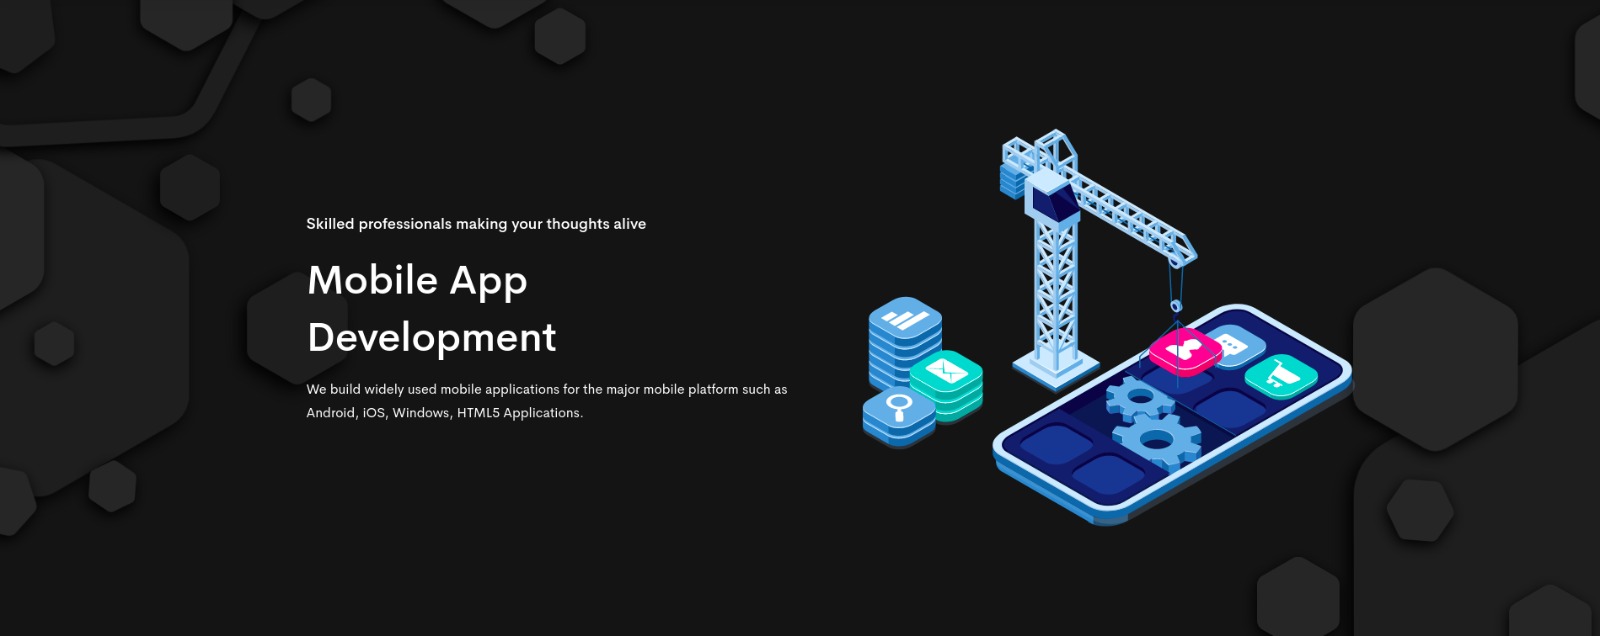 Skilled professionals making your thoughts alive
Mobile App
Development
We build widely used mobile applications for the major mobile platform such as
Android, iOS, Windows, HTML5 Applications.